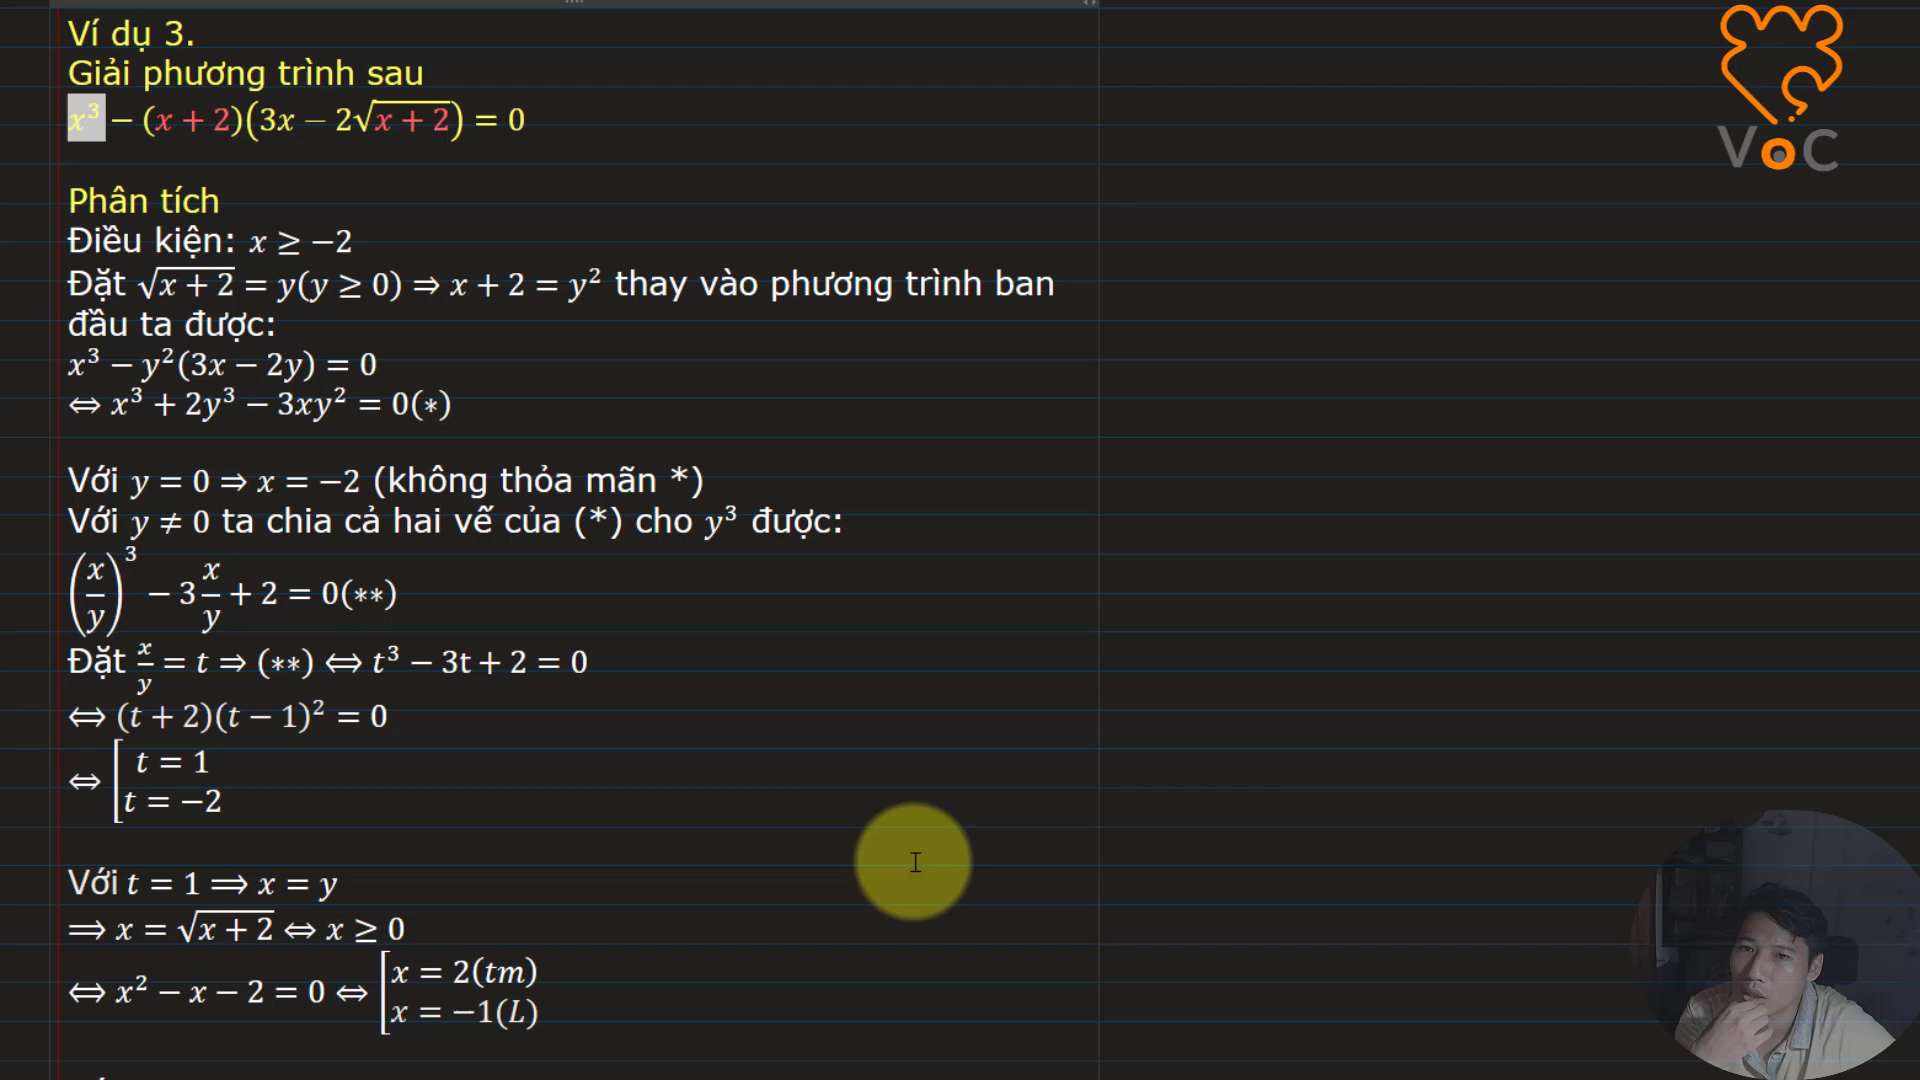 Ví dụ 3.
Giải phương trình sau
x³ − (x + 2)(3x − 2√(x + 2)) = 0
VOC
Phân tích
Điều kiện: x ≥ −2
Đặt √(x + 2) = y(y ≥ 0) ⇒ x + 2 = y² thay vào phương trình ban
đầu ta được:
x³ − y²(3x − 2y) = 0
⇔ x³ + 2y³ − 3xy² = 0(∗)
Với y = 0 ⇒ x = −2 (không thỏa mãn *)
Với y ≠ 0 ta chia cả hai vế của (*) cho y³ được:
(x/y)³ − 3 x/y + 2 = 0(∗∗)
Đặt x/y = t ⇒ (∗∗) ⇔ t³ − 3t + 2 = 0
⇔ (t + 2)(t − 1)² = 0
⇔ [ t = 1
t = −2
Với t = 1 ⟹ x = y
⟹ x = √(x + 2) ⇔ x ≥ 0
⇔ x² − x − 2 = 0 ⇔ [ x = 2(tm)
x = −1(L)